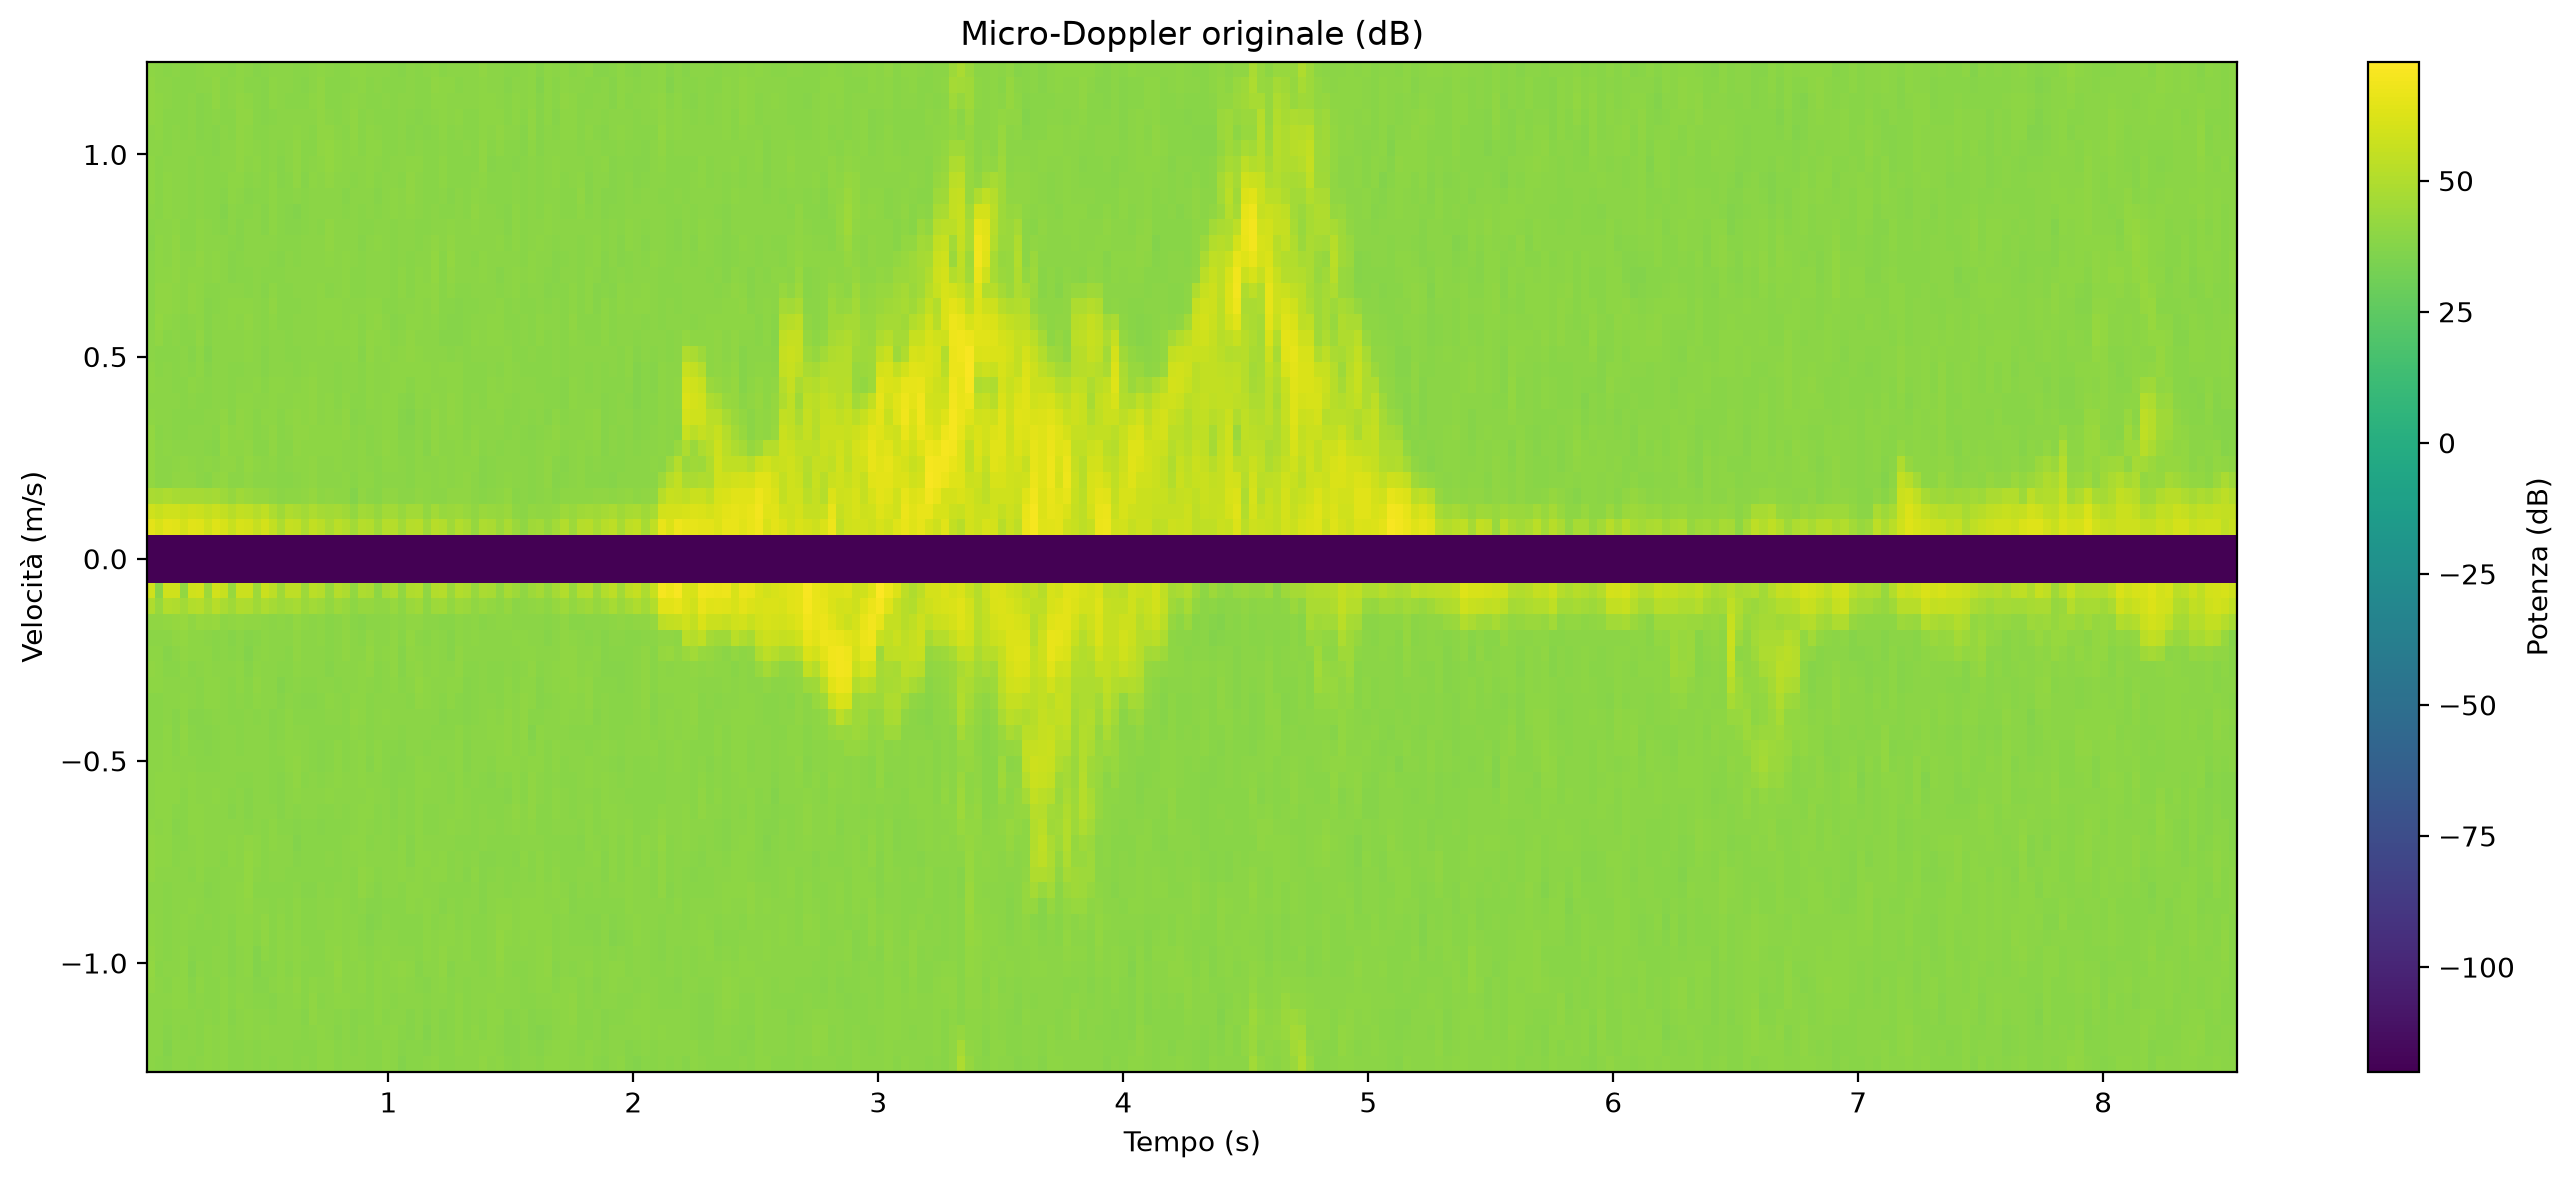 Micro-Doppler originale (dB)
1.0
0.5
0.0
−0.5
−1.0
Velocità (m/s)
1 2 3 4 5 6 7 8
Tempo (s)
50
25
0
−25
−50
−75
−100
Potenza (dB)